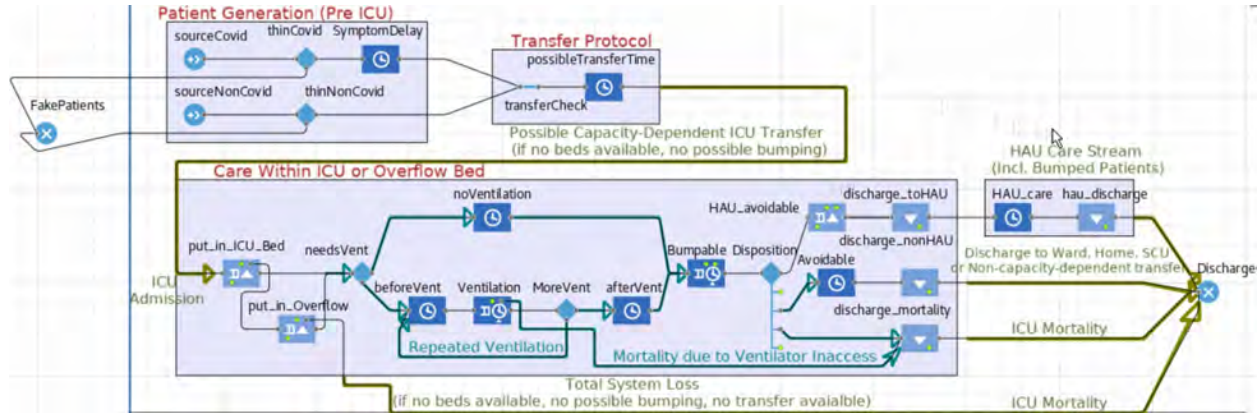 Patient Generation (Pre ICU)
sourceCovid
thinCovid
SymptomDelay
sourceNonCovid
thinNonCovid
FakePatients
Transfer Protocol
possibleTransferTime
transferCheck
Possible Capacity-Dependent ICU Transfer
(if no beds available, no possible bumping)
HAU Care Stream
(Incl. Bumped Patients)
HAU_care
hau_discharge
Care Within ICU or Overflow Bed
noVentilation
HAU_avoidable
discharge_toHAU
put_in_ICU_Bed
needsVent
Bumpable
Disposition
discharge_nonHAU
Avoidable
Discharge to Ward, Home, SCU
or Non-capacity-dependent transfer
Discharge
ICU
Admission
put_in_Overflow
beforeVent
Ventilation
MoreVent
afterVent
discharge_mortality
ICU Mortality
Repeated Ventilation
Mortality due to Ventilator Inaccess
Total System Loss
(if no beds available, no possible bumping, no transfer avaialble)
ICU Mortality